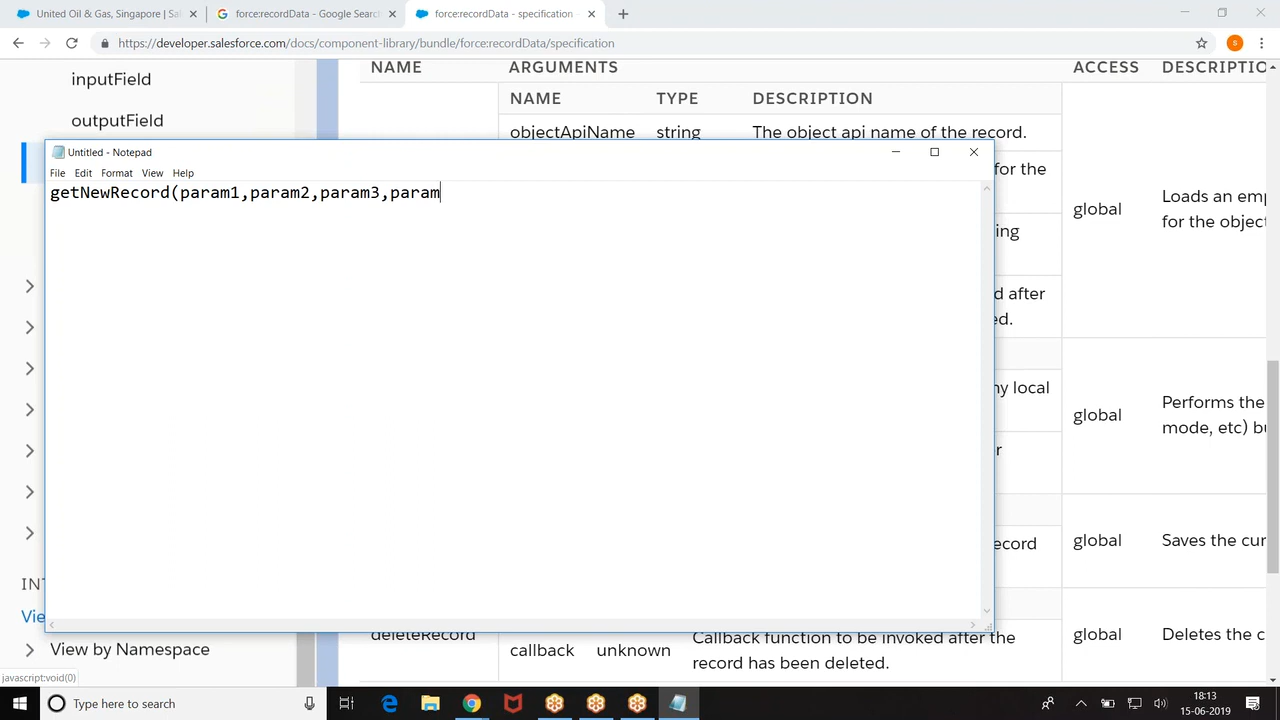 United Oil & Gas, Singapore | Sa
force:recordData - Google Search
force:recordData - specification
https://developer.salesforce.com/docs/component-library/bundle/force:recordData/specification
inputField
outputField
NAME ARGUMENTS ACCESS DESCRIPTIO
NAME TYPE DESCRIPTION
objectApiName string The object api name of the record.
Untitled - Notepad
File Edit Format View Help
getNewRecord(param1,param2,param3,param
for the
global
Loads an emp
for the object
ing
d after
ed.
ny local
global
Performs the
mode, etc) bu
r
ecord
global
Saves the cur
INT
Vie
View by Namespace
deleteRecord
callback unknown
Callback function to be invoked after the
record has been deleted.
global
Deletes the c
javascript:void(0)
Type here to search
18:13
15-06-2019